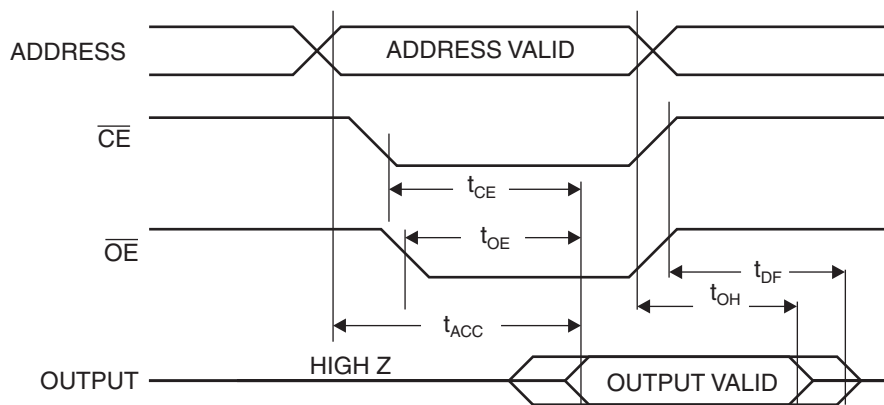 ADDRESS
ADDRESS VALID
CE
tCE
OE
tOE
tDF
tOH
tACC
HIGH Z
OUTPUT
OUTPUT VALID